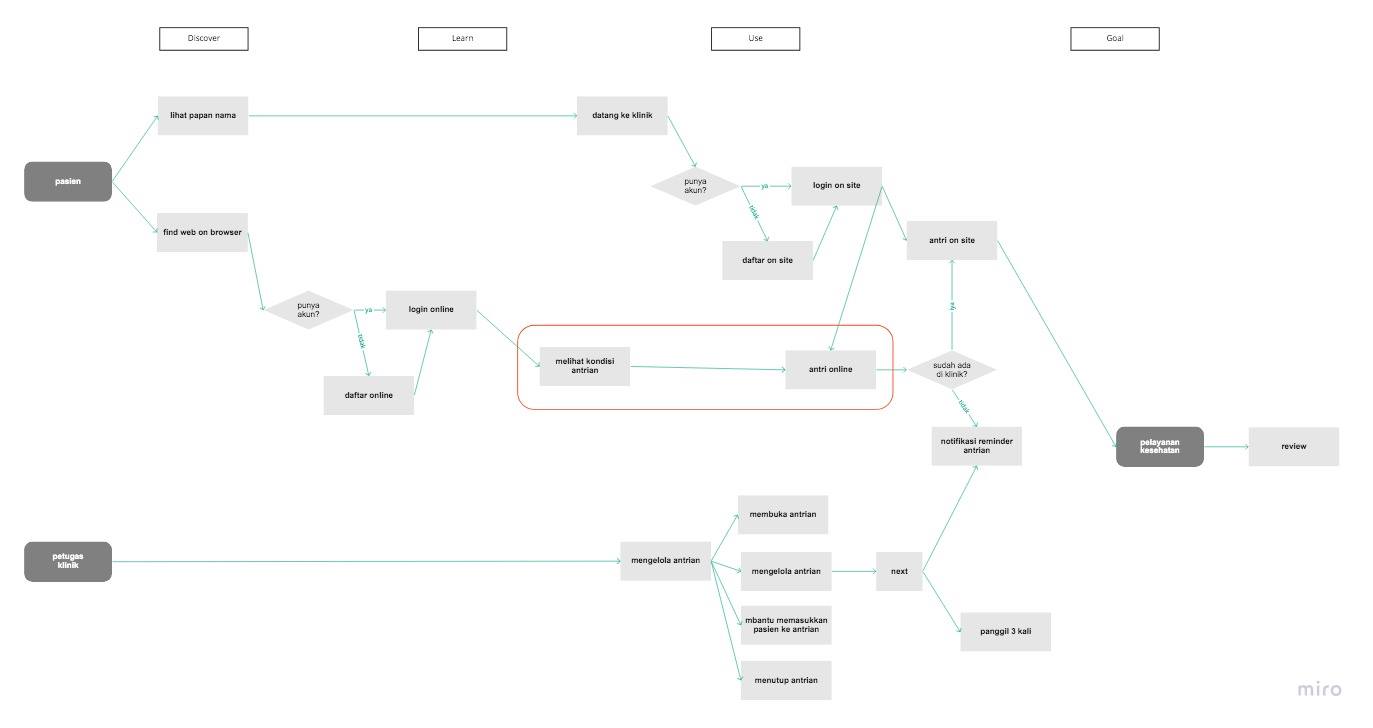 Discover
Learn
Use
Goal
lihat papan nama
datang ke klinik
pasien
punya
akun?
ya
login on site
tidak
find web on browser
daftar on site
antri on site
punya
akun?
ya
login online
tidak
iya
daftar online
melihat kondisi
antrian
antri online
sudah ada
di klinik?
tidak
notifikasi reminder
antrian
pelayanan
kesehatan
review
petugas
klinik
mengelola antrian
membuka antrian
mengelola antrian
next
mbantu memasukkan
pasien ke antrian
panggil 3 kali
menutup antrian
miro